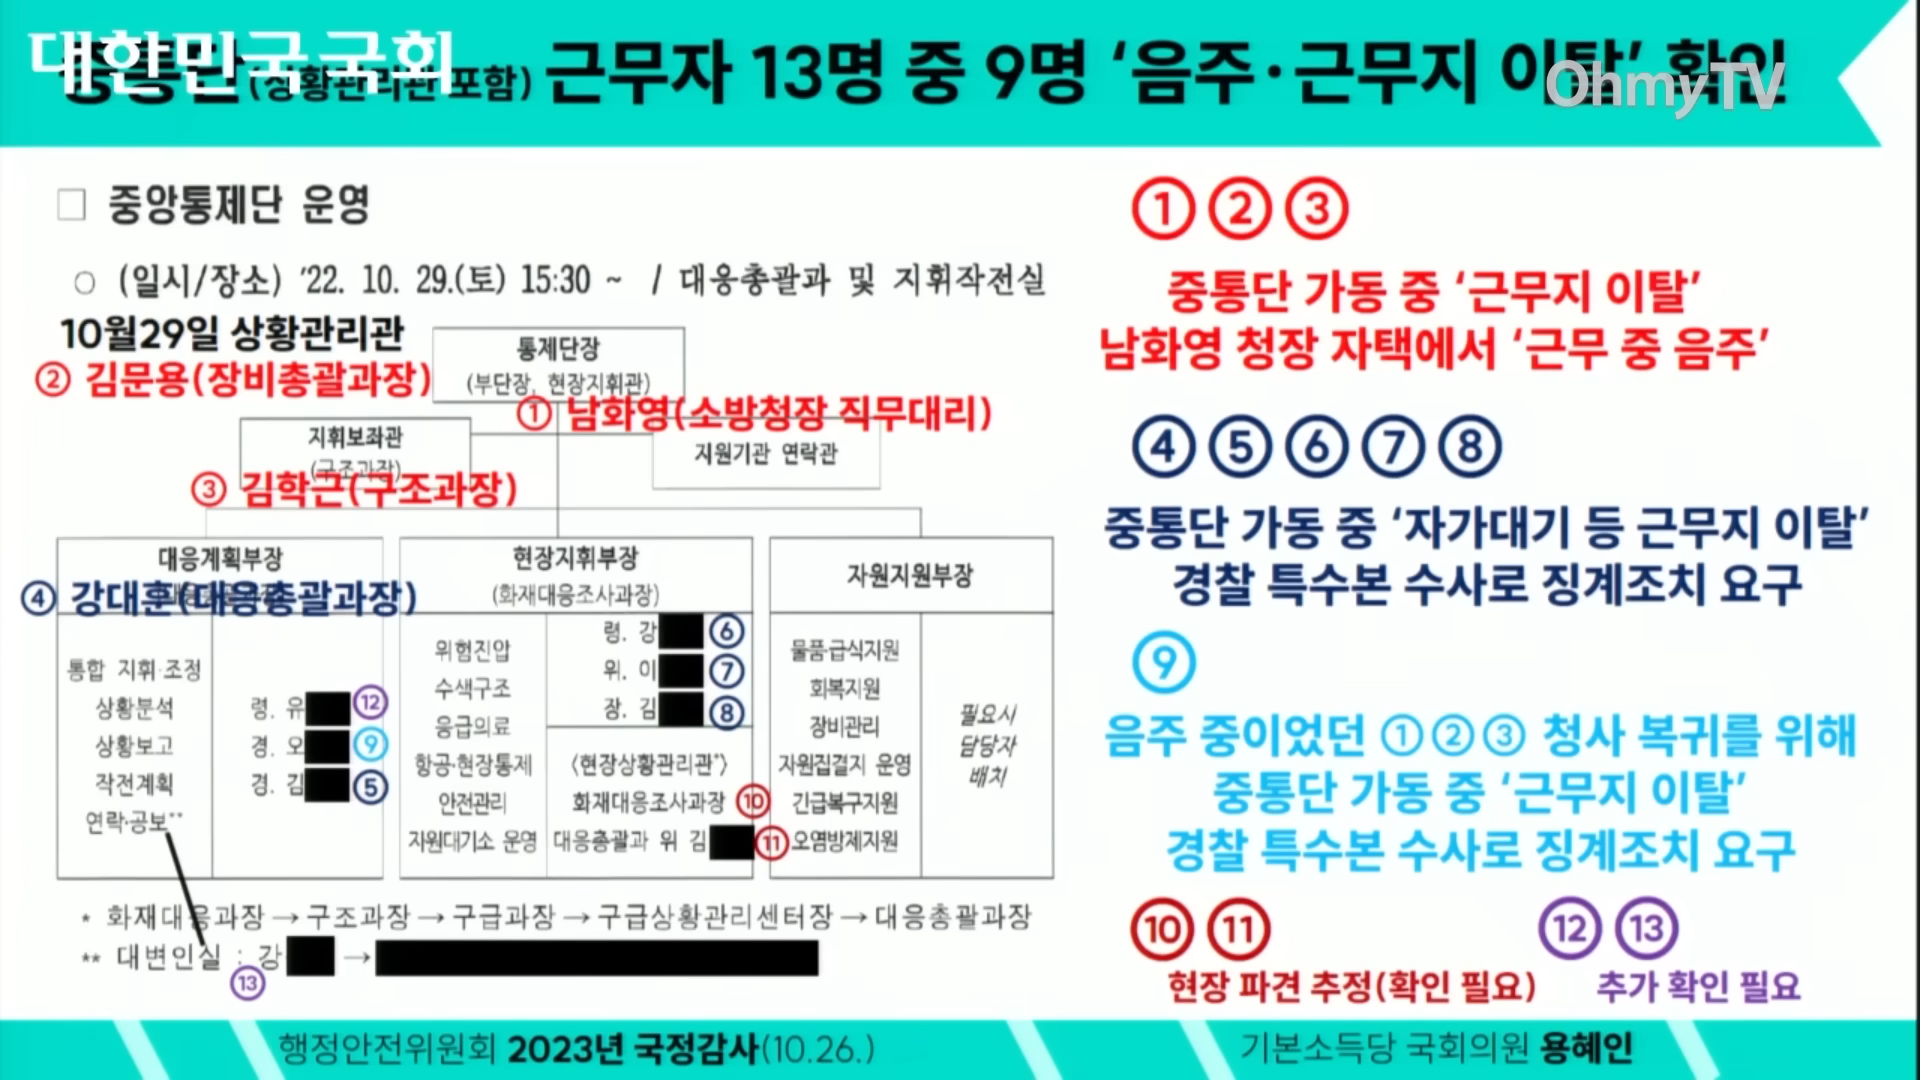 대한민국 국회
(상황관리관 포함) 근무자 13명 중 9명 ‘음주·근무지 이탈’ 확인
OhmyTV
□ 중앙통제단 운영
○ (일시/장소) '22. 10. 29.(토) 15:30 ~ / 대응총괄과 및 지휘작전실
10월29일 상황관리관
② 김문용(장비총괄과장)
통제단장
(부단장, 현장지휘관)
① 남화영(소방청장 직무대리)
지휘보좌관
(구조과장)
③ 김학근(구조과장)
지원기관 연락관
대응계획부장
④ 강대훈(대응총괄과장)
통합 지휘·조정
상황분석
상황보고
작전계획
연락·공보**
령. 유 ⑫
경. 오 ⑨
경. 김 ⑤
현장지휘부장
(화재대응조사과장)
위험진압
수색구조
응급의료
항공·현장통제
안전관리
자원대기소 운영
령. 강 ⑥
위. 이 ⑦
장. 김 ⑧
〈현장상황관리관*〉
화재대응조사과장 ⑩
대응총괄과 위 김 ⑪
자원지원부장
물품·급식지원
회복지원
장비관리
자원집결지 운영
긴급복구지원
오염방제지원
필요시
담당자
배치
* 화재대응과장 → 구조과장 → 구급과장 → 구급상황관리센터장 → 대응총괄과장
** 대변인실 : 강 →
⑬
① ② ③
중통단 가동 중 ‘근무지 이탈’
남화영 청장 자택에서 ‘근무 중 음주’
④ ⑤ ⑥ ⑦ ⑧
중통단 가동 중 ‘자가대기 등 근무지 이탈’
경찰 특수본 수사로 징계조치 요구
⑨
음주 중이었던 ①②③ 청사 복귀를 위해
중통단 가동 중 ‘근무지 이탈’
경찰 특수본 수사로 징계조치 요구
⑩ ⑪
현장 파견 추정(확인 필요)
⑫ ⑬
추가 확인 필요
행정안전위원회 2023년 국정감사(10.26.)
기본소득당 국회의원 용혜인